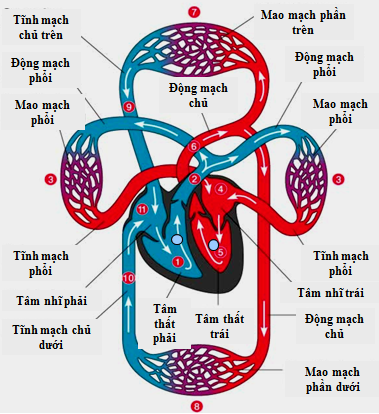 Tĩnh mạch
chủ trên
Mao mạch phần
trên
7
Động mạch
phổi
Động mạch
chủ
Động mạch
phổi
Mao mạch
phổi
Mao mạch
phổi
9
6
3
2
4
3
11
1
5
Tĩnh mạch
phổi
Tĩnh mạch
phổi
10
Tâm nhĩ phải
Tâm nhĩ trái
Tĩnh mạch chủ
dưới
Tâm
thất
phải
Tâm thất
trái
Động mạch
chủ
Mao mạch
phần dưới
8